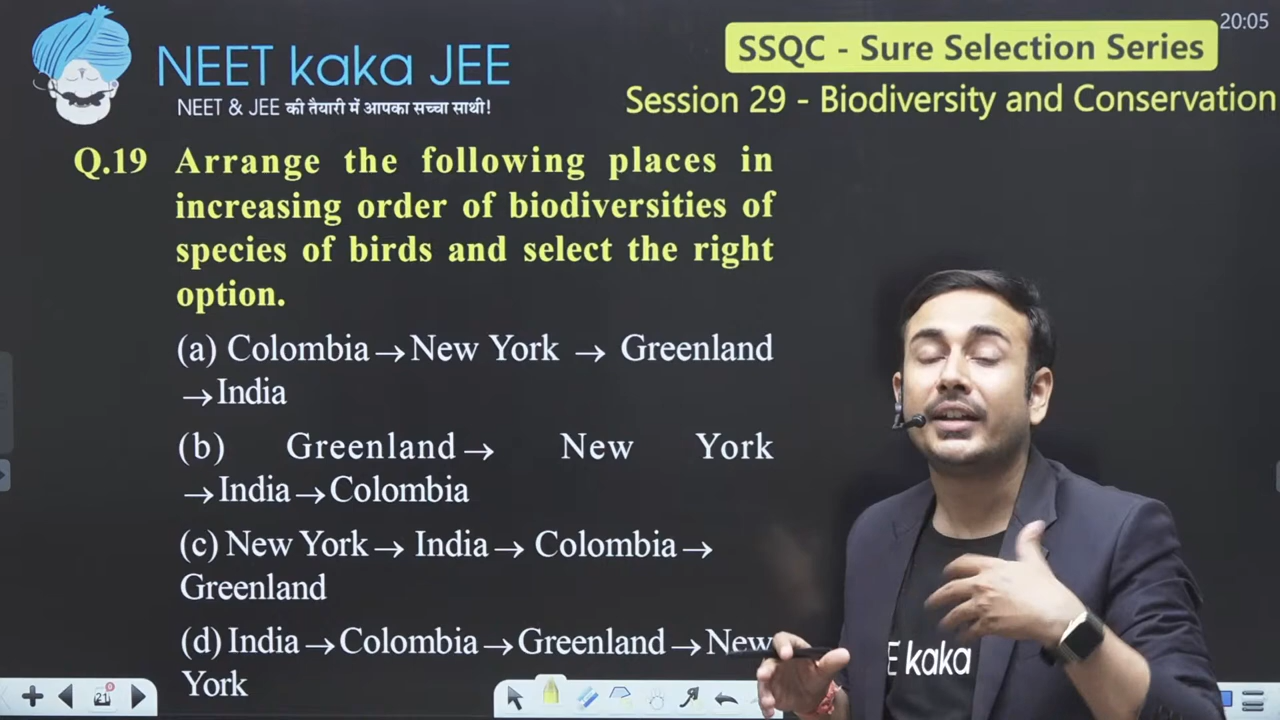 20:05
NEET kaka JEE
NEET & JEE की तैयारी में आपका सच्चा साथी!
SSQC - Sure Selection Series
Session 29 - Biodiversity and Conservation
Q.19 Arrange the following places in
increasing order of biodiversities of
species of birds and select the right
option.
(a) Colombia → New York → Greenland
→ India
(b) Greenland → New York
→ India → Colombia
(c) New York → India → Colombia →
Greenland
(d) India → Colombia → Greenland → New
York
E kaka
21